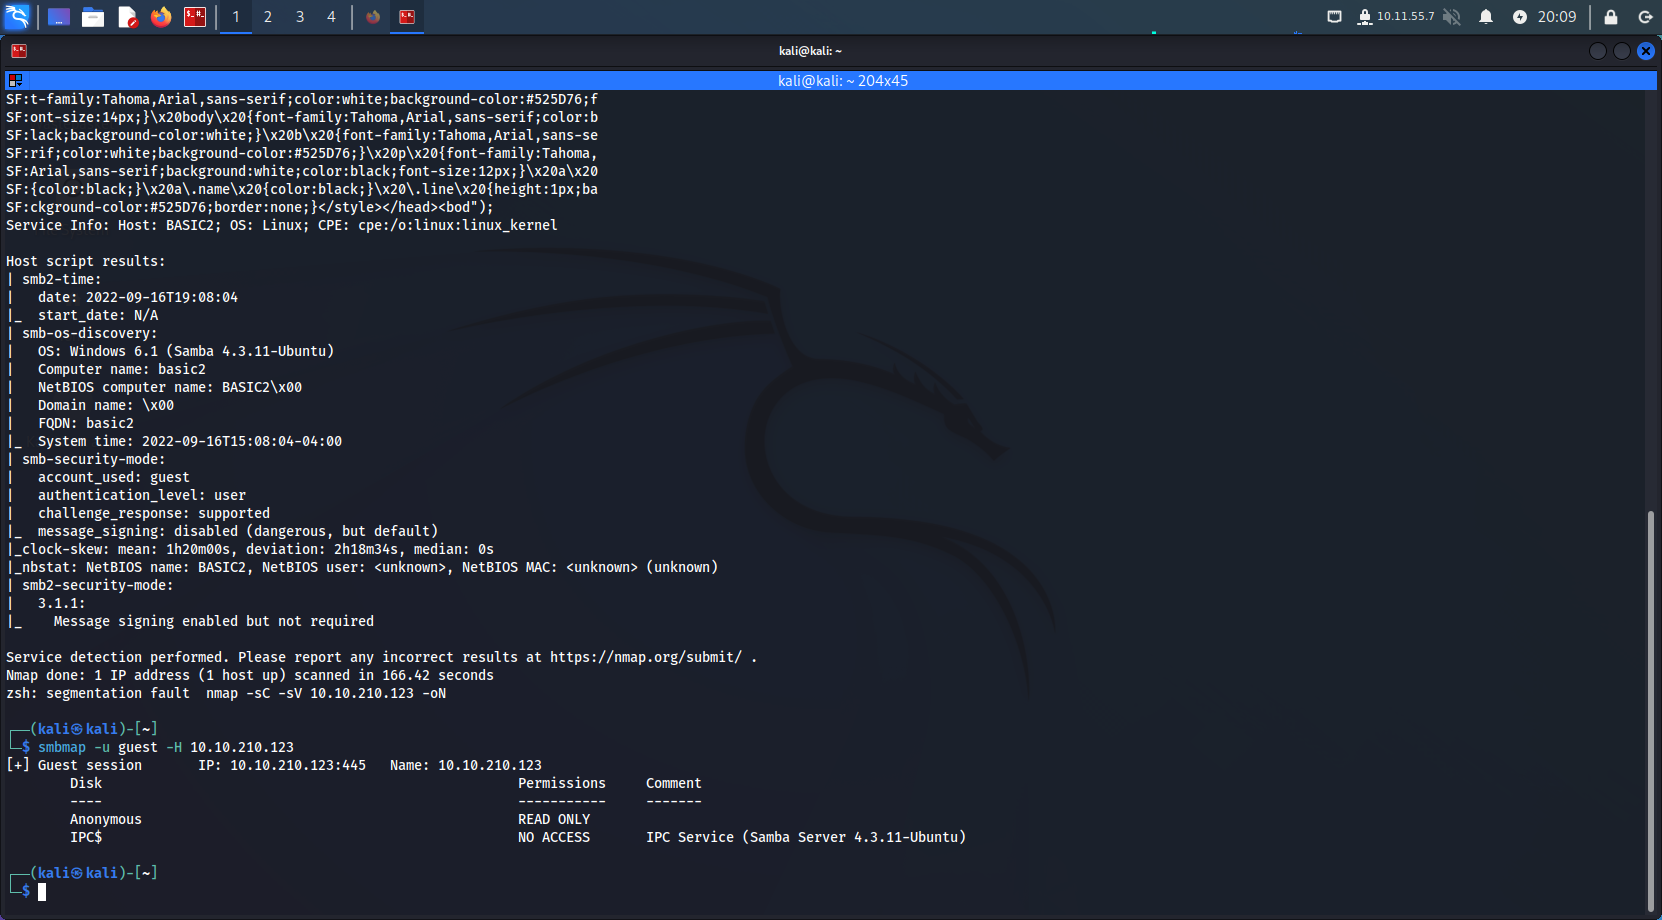 1 2 3 4 10.11.55.7 20:09
kali@kali: ~
kali@kali: ~ 204x45
SF:t-family:Tahoma,Arial,sans-serif;color:white;background-color:#525D76;f
SF:ont-size:14px;}\x20body\x20{font-family:Tahoma,Arial,sans-serif;color:b
SF:lack;background-color:white;}\x20b\x20{font-family:Tahoma,Arial,sans-se
SF:rif;color:white;background-color:#525D76;}\x20p\x20{font-family:Tahoma,
SF:Arial,sans-serif;background:white;color:black;font-size:12px;}\x20a\x20
SF:{color:black;}\x20a\.name\x20{color:black;}\x20\.line\x20{height:1px;ba
SF:ckground-color:#525D76;border:none;}</style></head><bod");
Service Info: Host: BASIC2; OS: Linux; CPE: cpe:/o:linux:linux_kernel
Host script results:
| smb2-time:
|   date: 2022-09-16T19:08:04
|_  start_date: N/A
| smb-os-discovery:
|   OS: Windows 6.1 (Samba 4.3.11-Ubuntu)
|   Computer name: basic2
|   NetBIOS computer name: BASIC2\x00
|   Domain name: \x00
|   FQDN: basic2
|_  System time: 2022-09-16T15:08:04-04:00
| smb-security-mode:
|   account_used: guest
|   authentication_level: user
|   challenge_response: supported
|_  message_signing: disabled (dangerous, but default)
|_clock-skew: mean: 1h20m00s, deviation: 2h18m34s, median: 0s
|_nbstat: NetBIOS name: BASIC2, NetBIOS user: <unknown>, NetBIOS MAC: <unknown> (unknown)
| smb2-security-mode:
|   3.1.1:
|_    Message signing enabled but not required
Service detection performed. Please report any incorrect results at https://nmap.org/submit/ .
Nmap done: 1 IP address (1 host up) scanned in 166.42 seconds
zsh: segmentation fault  nmap -sC -sV 10.10.210.123 -oN
┌──(kali㉿kali)-[~]
└─$ smbmap -u guest -H 10.10.210.123
[+] Guest session       IP: 10.10.210.123:445   Name: 10.10.210.123
Disk Permissions Comment
---- ----------- -------
Anonymous READ ONLY
IPC$ NO ACCESS IPC Service (Samba Server 4.3.11-Ubuntu)
┌──(kali㉿kali)-[~]
└─$